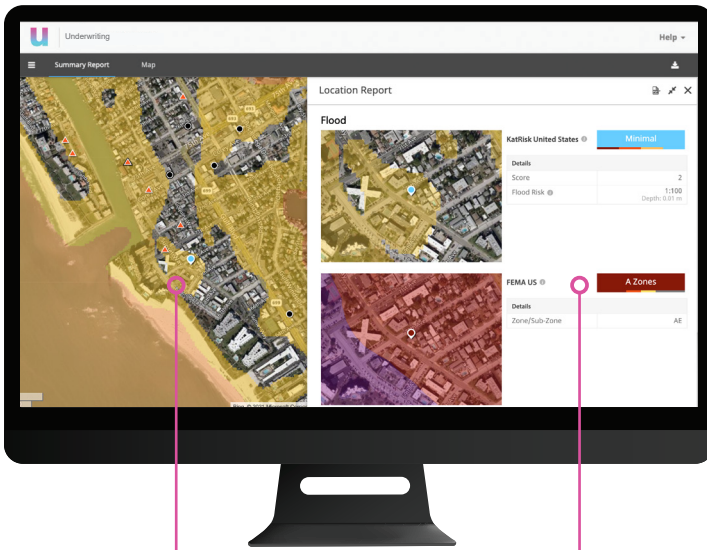 Underwriting
Help
Summary Report
Map
Location Report
Flood
KatRisk United States
Minimal
Details
Score 2
Flood Risk 1:100
Depth: 0.01 m
FEMA US
A Zones
Details
Zone/Sub-Zone AE